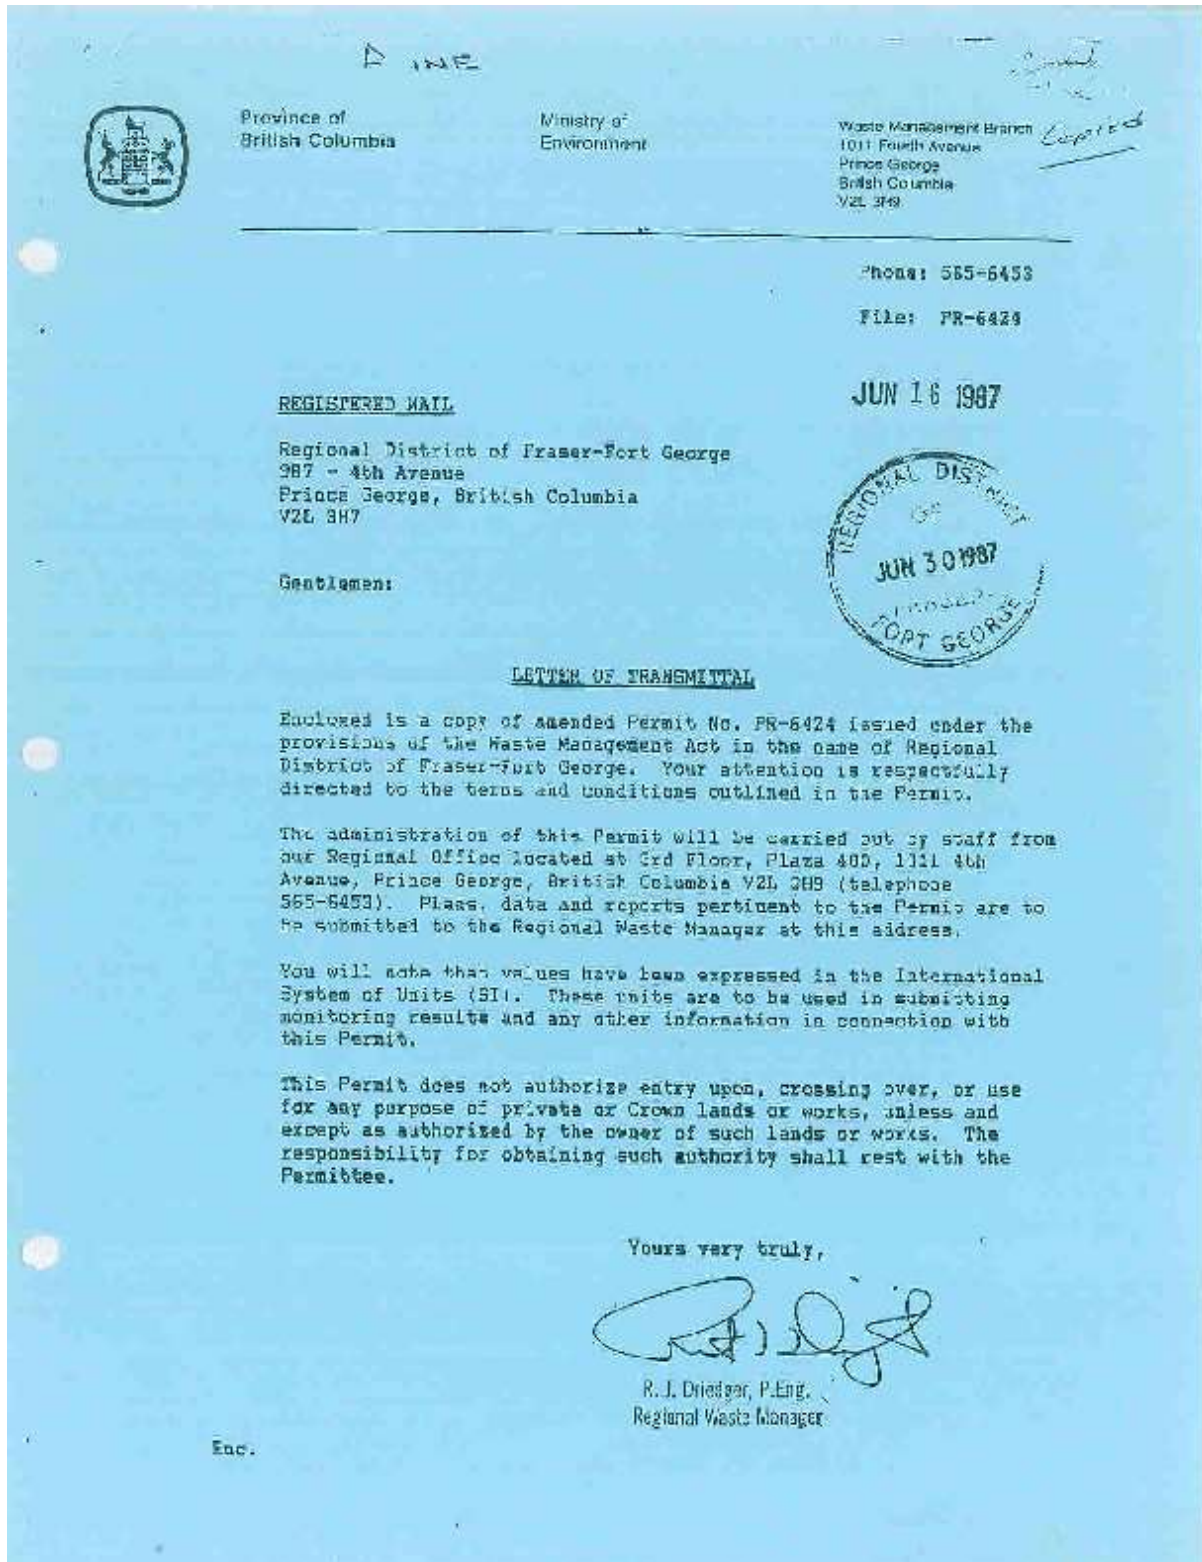 INE
Province of
British Columbia
Ministry of
Environment
Waste Management Branch
1011 Fourth Avenue
Prince George
British Columbia
V2L 3H9
Copied
Phone: 565-6453
File: PR-6424
JUN 16 1987
REGISTERED MAIL
Regional District of Fraser-Fort George
987 - 4th Avenue
Prince George, British Columbia
V2L 3H7
REGIONAL DISTRICT
OF
JUN 30 1987
FRASER-
FORT GEORGE
Gentlemen:
LETTER OF TRANSMITTAL
Enclosed is a copy of amended Permit No. PR-6424 issued under the
provisions of the Waste Management Act in the name of Regional
District of Fraser-Fort George. Your attention is respectfully
directed to the terms and conditions outlined in the Permit.
The administration of this Permit will be carried out by staff from
our Regional Office located at 3rd Floor, Plaza 400, 1011 4th
Avenue, Prince George, British Columbia V2L 3H9 (telephone
565-6453). Plans, data and reports pertinent to the Permit are to
be submitted to the Regional Waste Manager at this address.
You will note that values have been expressed in the International
System of Units (SI). These units are to be used in submitting
monitoring results and any other information in connection with
this Permit.
This Permit does not authorize entry upon, crossing over, or use
for any purpose of private or Crown lands or works, unless and
except as authorized by the owner of such lands or works. The
responsibility for obtaining such authority shall rest with the
Permittee.
Yours very truly,
R. J. Driedger, P.Eng.
Regional Waste Manager
Enc.